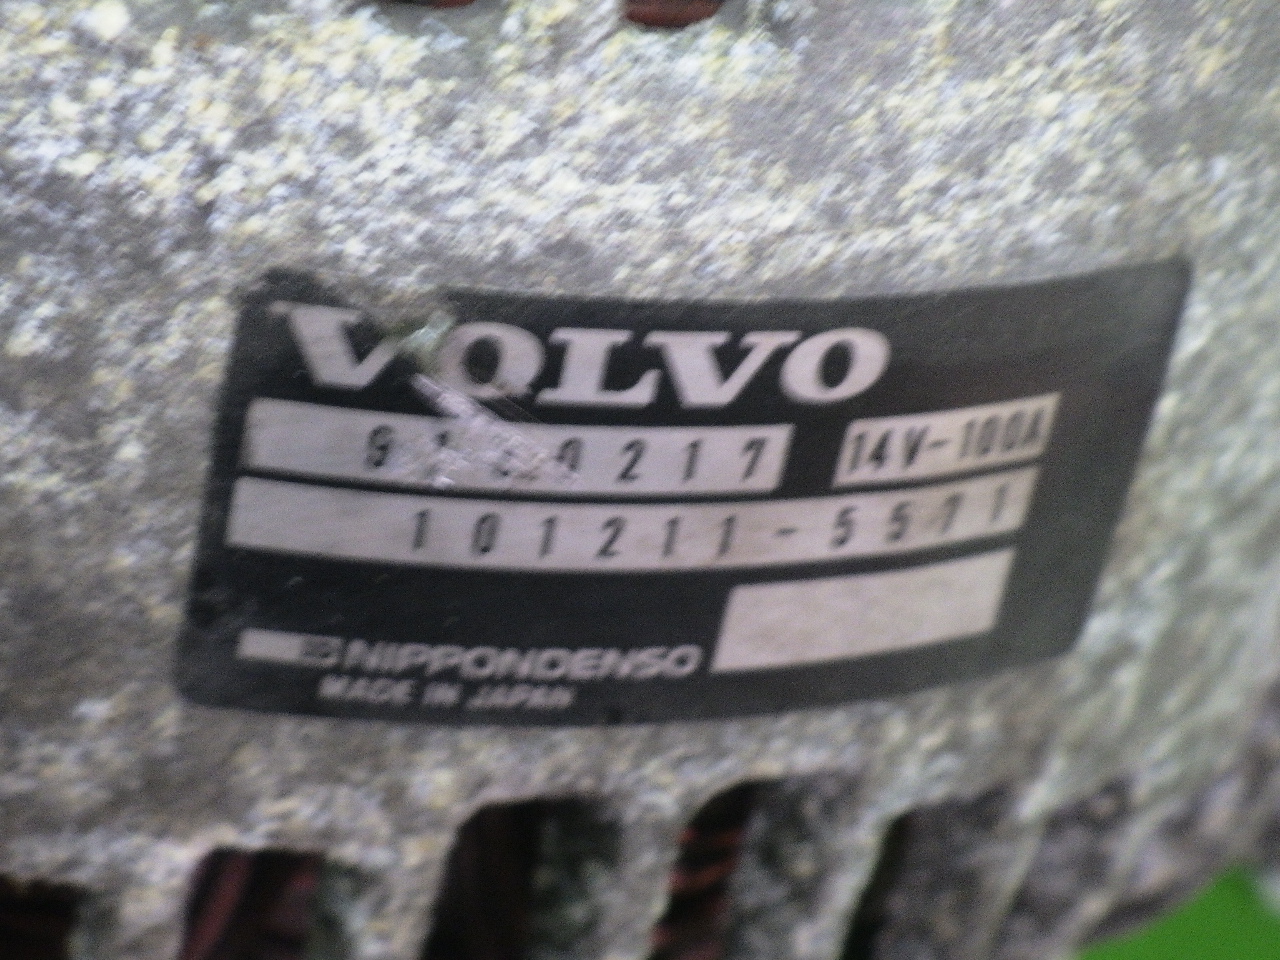 VOLVO
14V-100A
101211-5571
NIPPONDENSO
MADE IN JAPAN